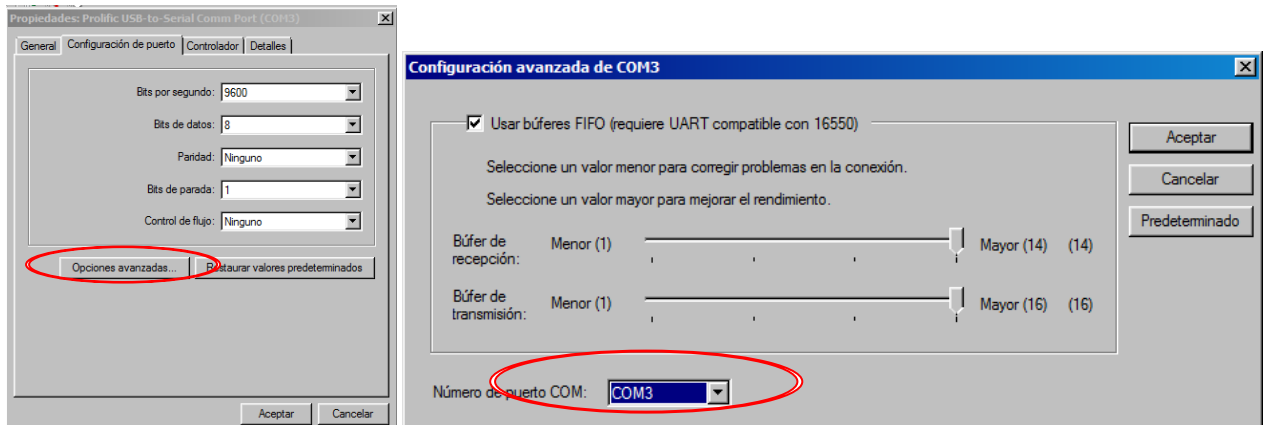 Propiedades: Prolific USB-to-Serial Comm Port (COM3)
General Configuración de puerto Controlador Detalles
Bits por segundo: 9600
Bits de datos: 8
Paridad: Ninguno
Bits de parada: 1
Control de flujo: Ninguno
Opciones avanzadas... Restaurar valores predeterminados
Aceptar Cancelar
Configuración avanzada de COM3
Usar búferes FIFO (requiere UART compatible con 16550)
Seleccione un valor menor para corregir problemas en la conexión.
Seleccione un valor mayor para mejorar el rendimiento.
Búfer de recepción: Menor (1) Mayor (14) (14)
Búfer de transmisión: Menor (1) Mayor (16) (16)
Número de puerto COM: COM3
Aceptar
Cancelar
Predeterminado